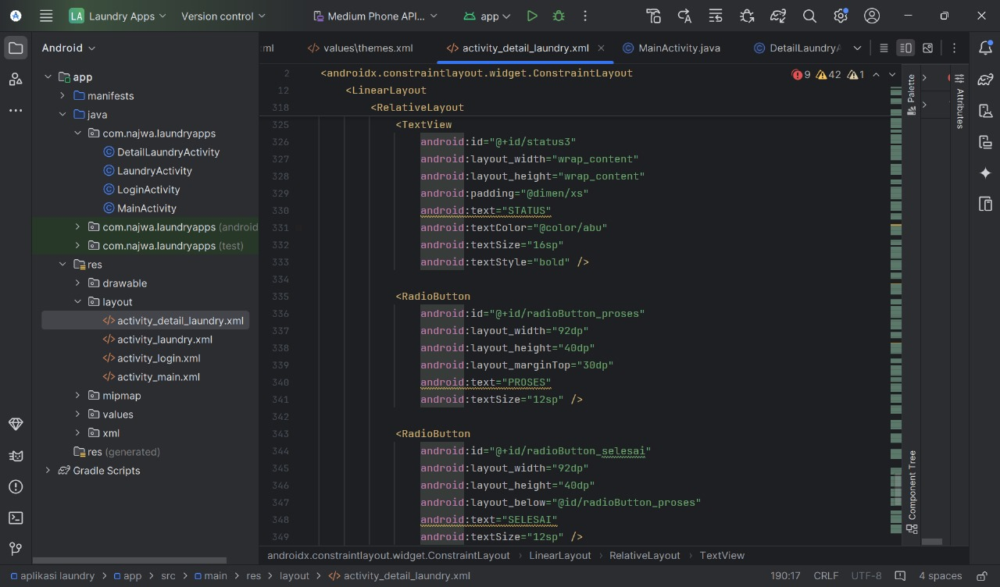 LA Laundry Apps Version control Medium Phone API... app
Android
app
manifests
java
com.najwa.laundryapps
DetailLaundryActivity
LaundryActivity
LoginActivity
MainActivity
com.najwa.laundryapps (android
com.najwa.laundryapps (test)
res
drawable
layout
</> activity_detail_laundry.xml
</> activity_laundry.xml
</> activity_login.xml
</> activity_main.xml
mipmap
values
xml
res (generated)
Gradle Scripts
ml </> values\themes.xml </> activity_detail_laundry.xml MainActivity.java DetailLaundryA
9 42 1
2 <androidx.constraintlayout.widget.ConstraintLayout
12 <LinearLayout
318 <RelativeLayout
325 <TextView
326 android:id="@+id/status3"
327 android:layout_width="wrap_content"
328 android:layout_height="wrap_content"
329 android:padding="@dimen/xs"
330 android:text="STATUS"
331 android:textColor="@color/abu"
332 android:textSize="16sp"
333 android:textStyle="bold" />
334
335 <RadioButton
336 android:id="@+id/radioButton_proses"
337 android:layout_width="92dp"
338 android:layout_height="40dp"
339 android:layout_marginTop="30dp"
340 android:text="PROSES"
341 android:textSize="12sp" />
342
343 <RadioButton
344 android:id="@+id/radioButton_selesai"
345 android:layout_width="92dp"
346 android:layout_height="40dp"
347 android:layout_below="@id/radioButton_proses"
348 android:text="SELESAI"
349 android:textSize="12sp" />
Palette
Attributes
Component Tree
androidx.constraintlayout.widget.ConstraintLayout > LinearLayout > RelativeLayout > TextView
aplikasi laundry > app > src > main > res > layout > </> activity_detail_laundry.xml 190:17 CRLF UTF-8 4 spaces